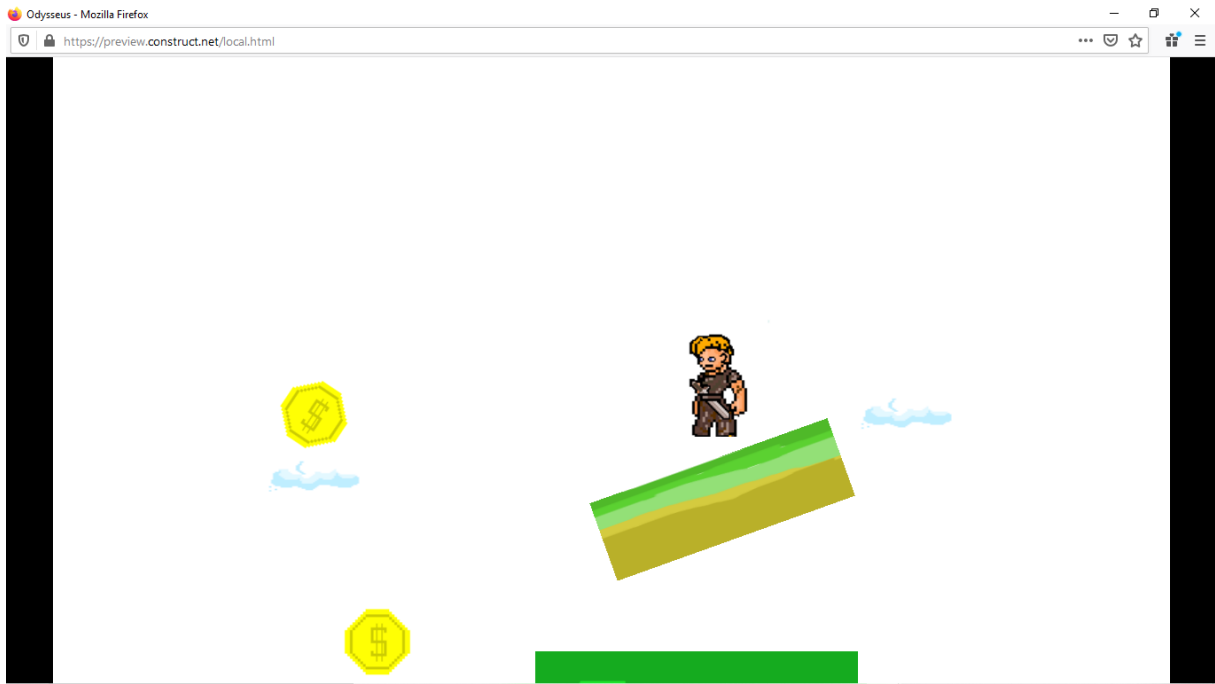 Odysseus - Mozilla Firefox
https://preview.construct.net/local.html
$
$